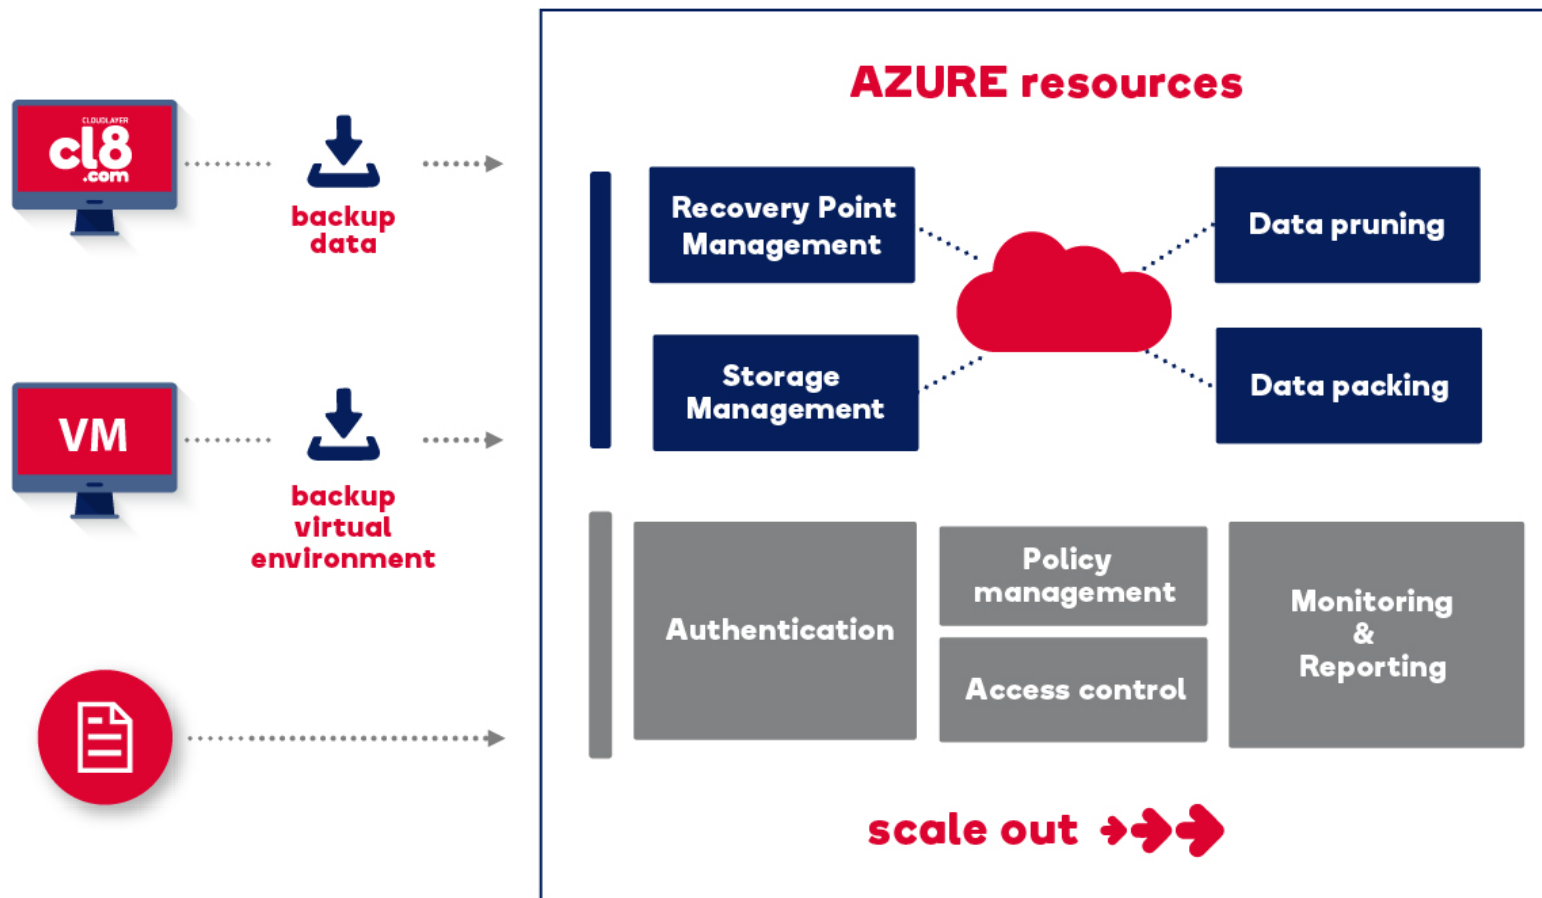 AZURE resources
CLOUDLAYER
cl8
.com
backup
data
Recovery Point
Management
Data pruning
Storage
Management
Data packing
VM
backup
virtual
environment
Authentication
Policy
management
Access control
Monitoring
&
Reporting
scale out